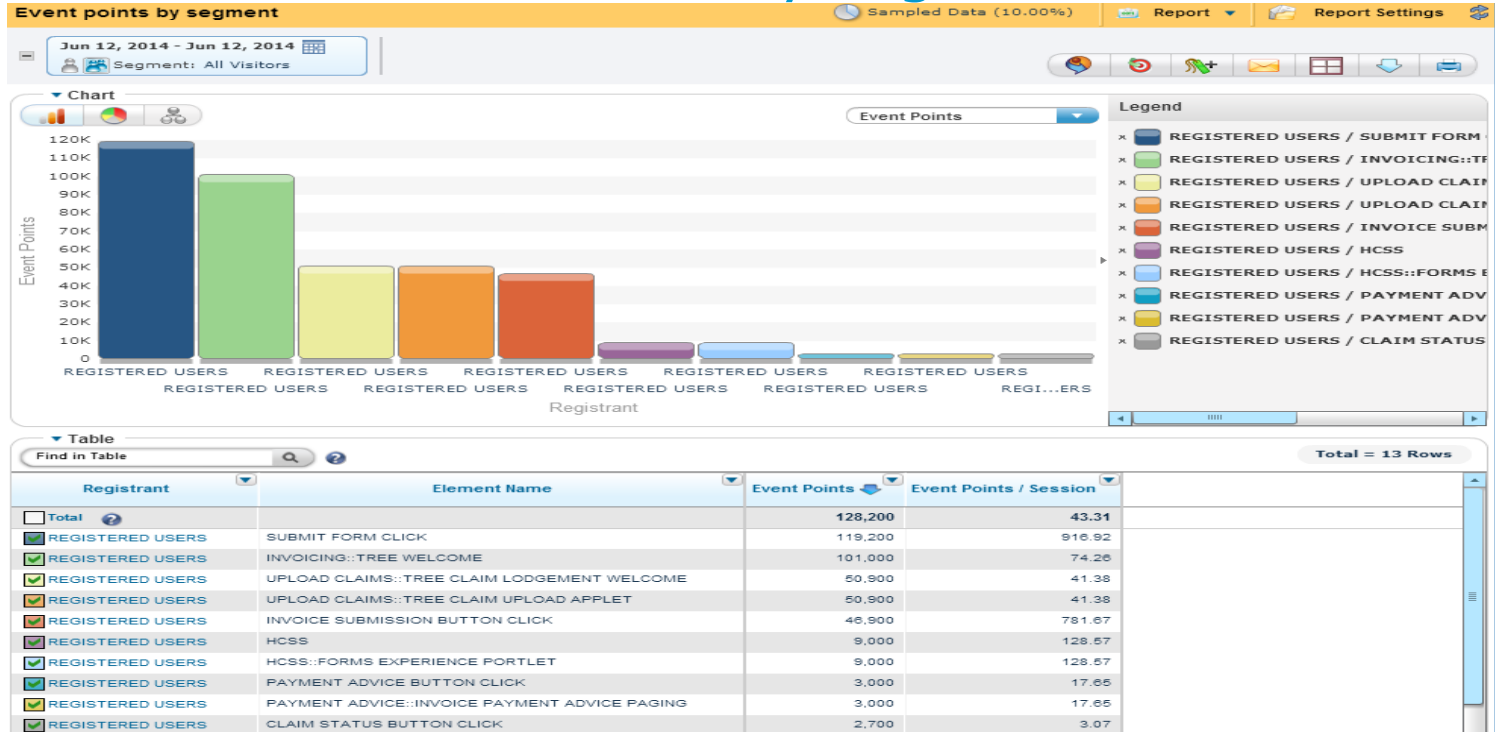 Event points by segment
Sampled Data (10.00%)
Report
Report Settings
Jun 12, 2014 - Jun 12, 2014
Segment: All Visitors
Chart
Event Points
Legend
120K
110K
100K
90K
80K
70K
60K
50K
40K
30K
20K
10K
0
Event Points
REGISTERED USERS REGISTERED USERS REGISTERED USERS REGISTERED USERS REGISTERED USERS
REGISTERED USERS REGISTERED USERS REGISTERED USERS REGISTERED USERS REGI...ERS
Registrant
REGISTERED USERS / SUBMIT FORM
REGISTERED USERS / INVOICING::TR
REGISTERED USERS / UPLOAD CLAIM
REGISTERED USERS / UPLOAD CLAIM
REGISTERED USERS / INVOICE SUBM
REGISTERED USERS / HCSS
REGISTERED USERS / HCSS::FORMS E
REGISTERED USERS / PAYMENT ADV
REGISTERED USERS / PAYMENT ADV
REGISTERED USERS / CLAIM STATUS
Table
Find in Table
Total = 13 Rows
Registrant Element Name Event Points Event Points / Session
Total 128,200 43.31
REGISTERED USERS SUBMIT FORM CLICK 119,200 916.92
REGISTERED USERS INVOICING::TREE WELCOME 101,000 74.26
REGISTERED USERS UPLOAD CLAIMS::TREE CLAIM LODGEMENT WELCOME 50,900 41.38
REGISTERED USERS UPLOAD CLAIMS::TREE CLAIM UPLOAD APPLET 50,900 41.38
REGISTERED USERS INVOICE SUBMISSION BUTTON CLICK 46,900 781.67
REGISTERED USERS HCSS 9,000 128.57
REGISTERED USERS HCSS::FORMS EXPERIENCE PORTLET 9,000 128.57
REGISTERED USERS PAYMENT ADVICE BUTTON CLICK 3,000 17.65
REGISTERED USERS PAYMENT ADVICE::INVOICE PAYMENT ADVICE PAGING 3,000 17.65
REGISTERED USERS CLAIM STATUS BUTTON CLICK 2,700 3.07